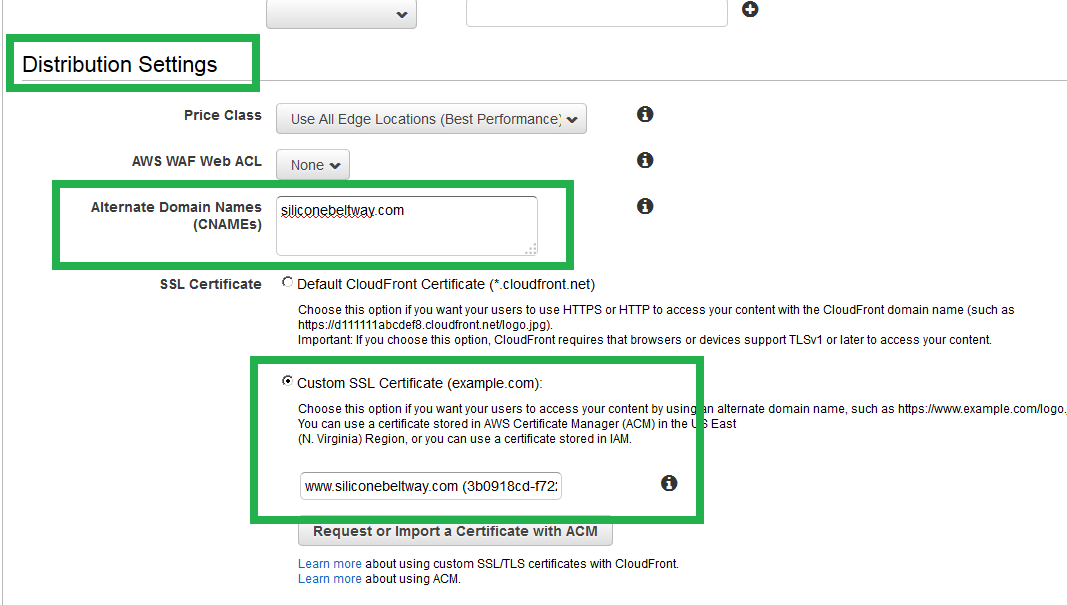 Distribution Settings
Price Class
Use All Edge Locations (Best Performance)
AWS WAF Web ACL
None
Alternate Domain Names
(CNAMEs)
siliconebeltway.com
SSL Certificate
Default CloudFront Certificate (*.cloudfront.net)
Choose this option if you want your users to use HTTPS or HTTP to access your content with the CloudFront domain name (such as
https://d111111abcdef8.cloudfront.net/logo.jpg).
Important: If you choose this option, CloudFront requires that browsers or devices support TLSv1 or later to access your content.
Custom SSL Certificate (example.com):
Choose this option if you want your users to access your content by using an alternate domain name, such as https://www.example.com/logo.
You can use a certificate stored in AWS Certificate Manager (ACM) in the US East
(N. Virginia) Region, or you can use a certificate stored in IAM.
www.siliconebeltway.com (3b0918cd-f722
Request or Import a Certificate with ACM
Learn more about using custom SSL/TLS certificates with CloudFront.
Learn more about using ACM.